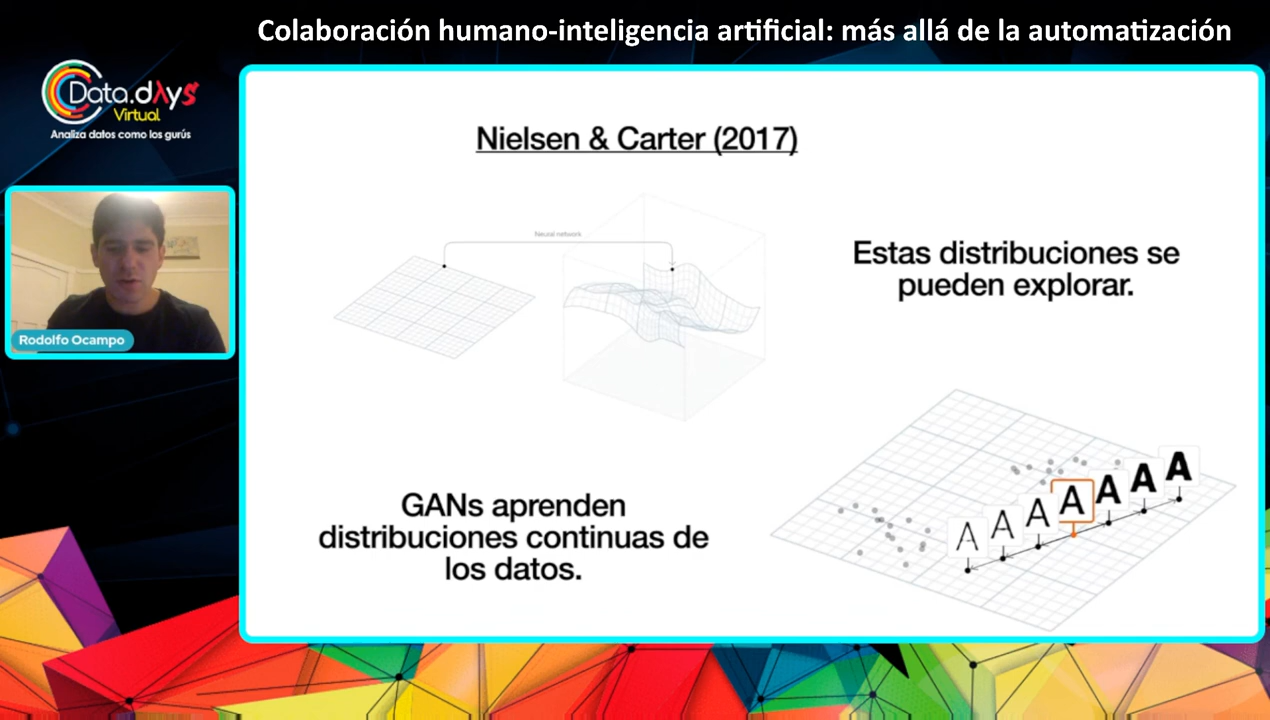 Colaboración humano-inteligencia artificial: más allá de la automatización
Data.dλys
Virtual
Analiza datos como los gurús
Rodolfo Ocampo
Nielsen & Carter (2017)
Neural network
Estas distribuciones se
pueden explorar.
GANs aprenden
distribuciones continuas de
los datos.
A A A A A A A